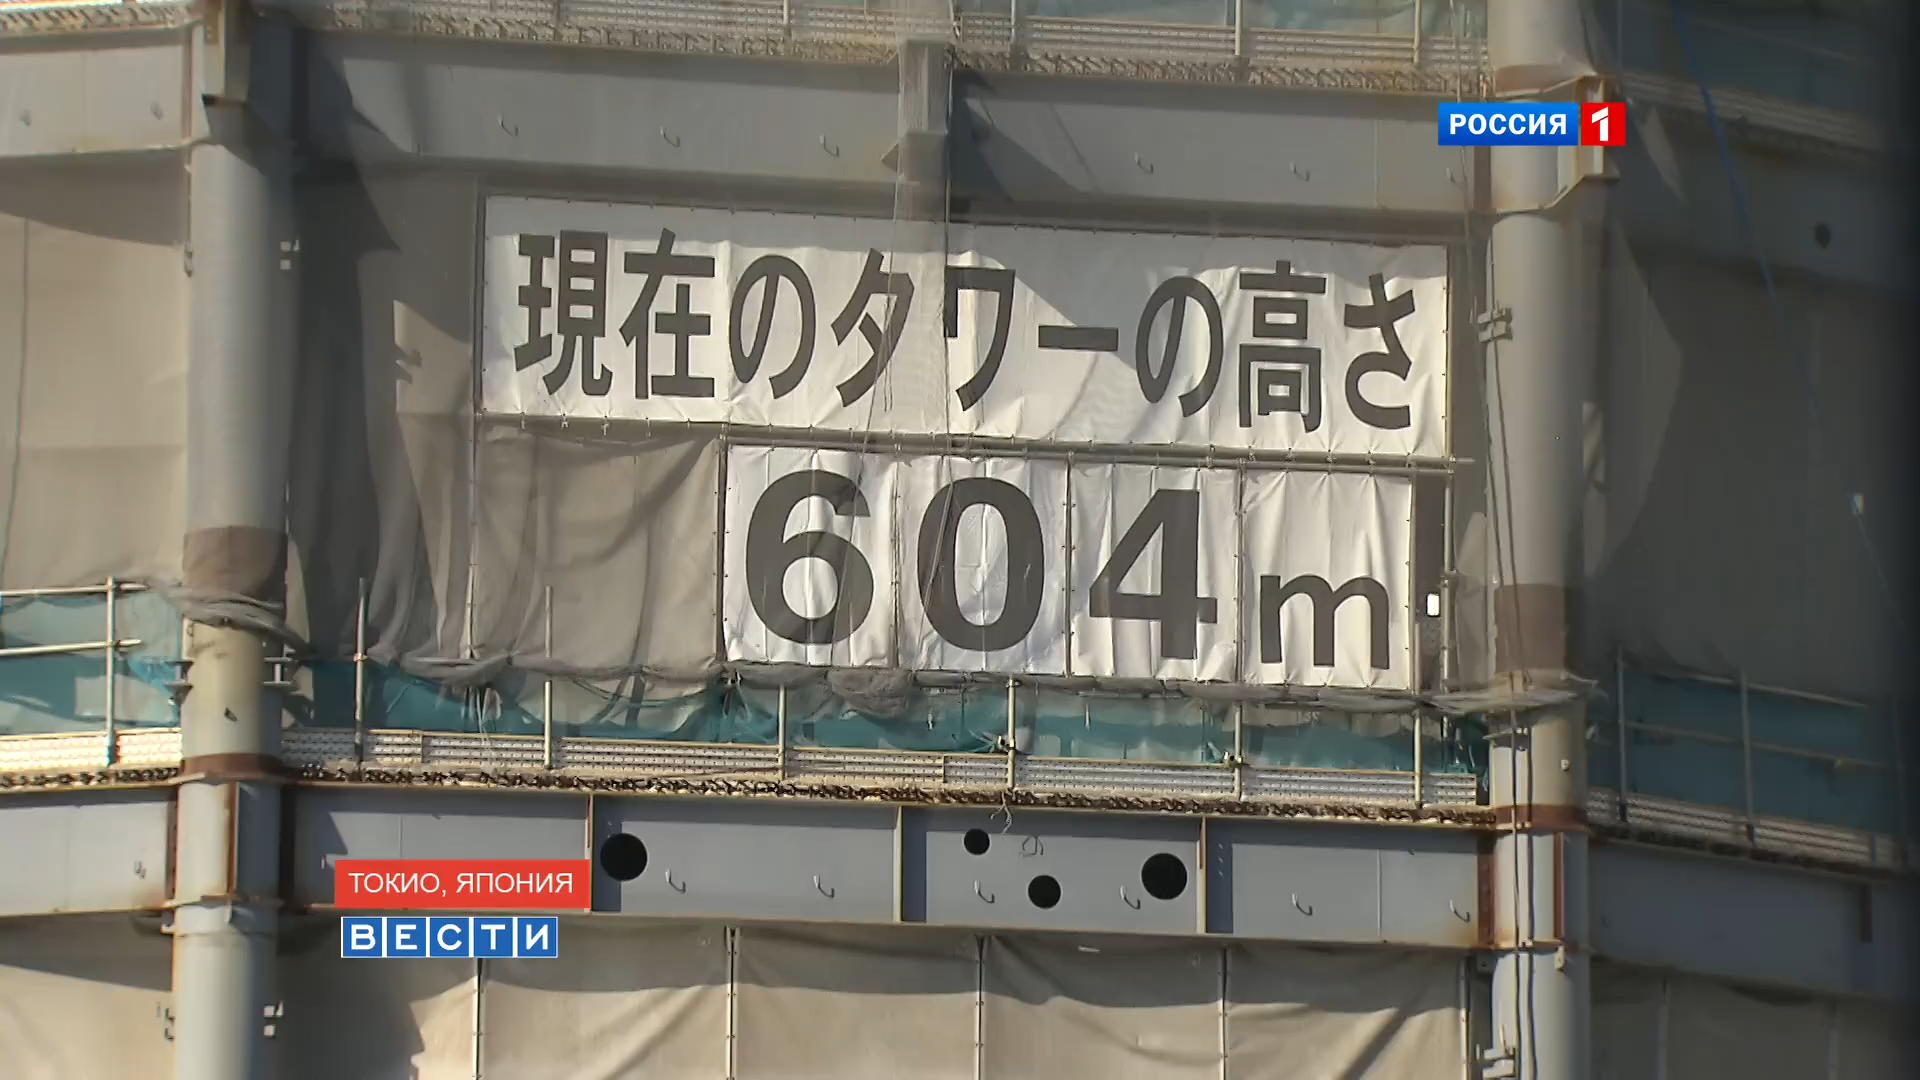 РОССИЯ 1
現在のタワーの高さ
604m
ТОКИО, ЯПОНИЯ
ВЕСТИ